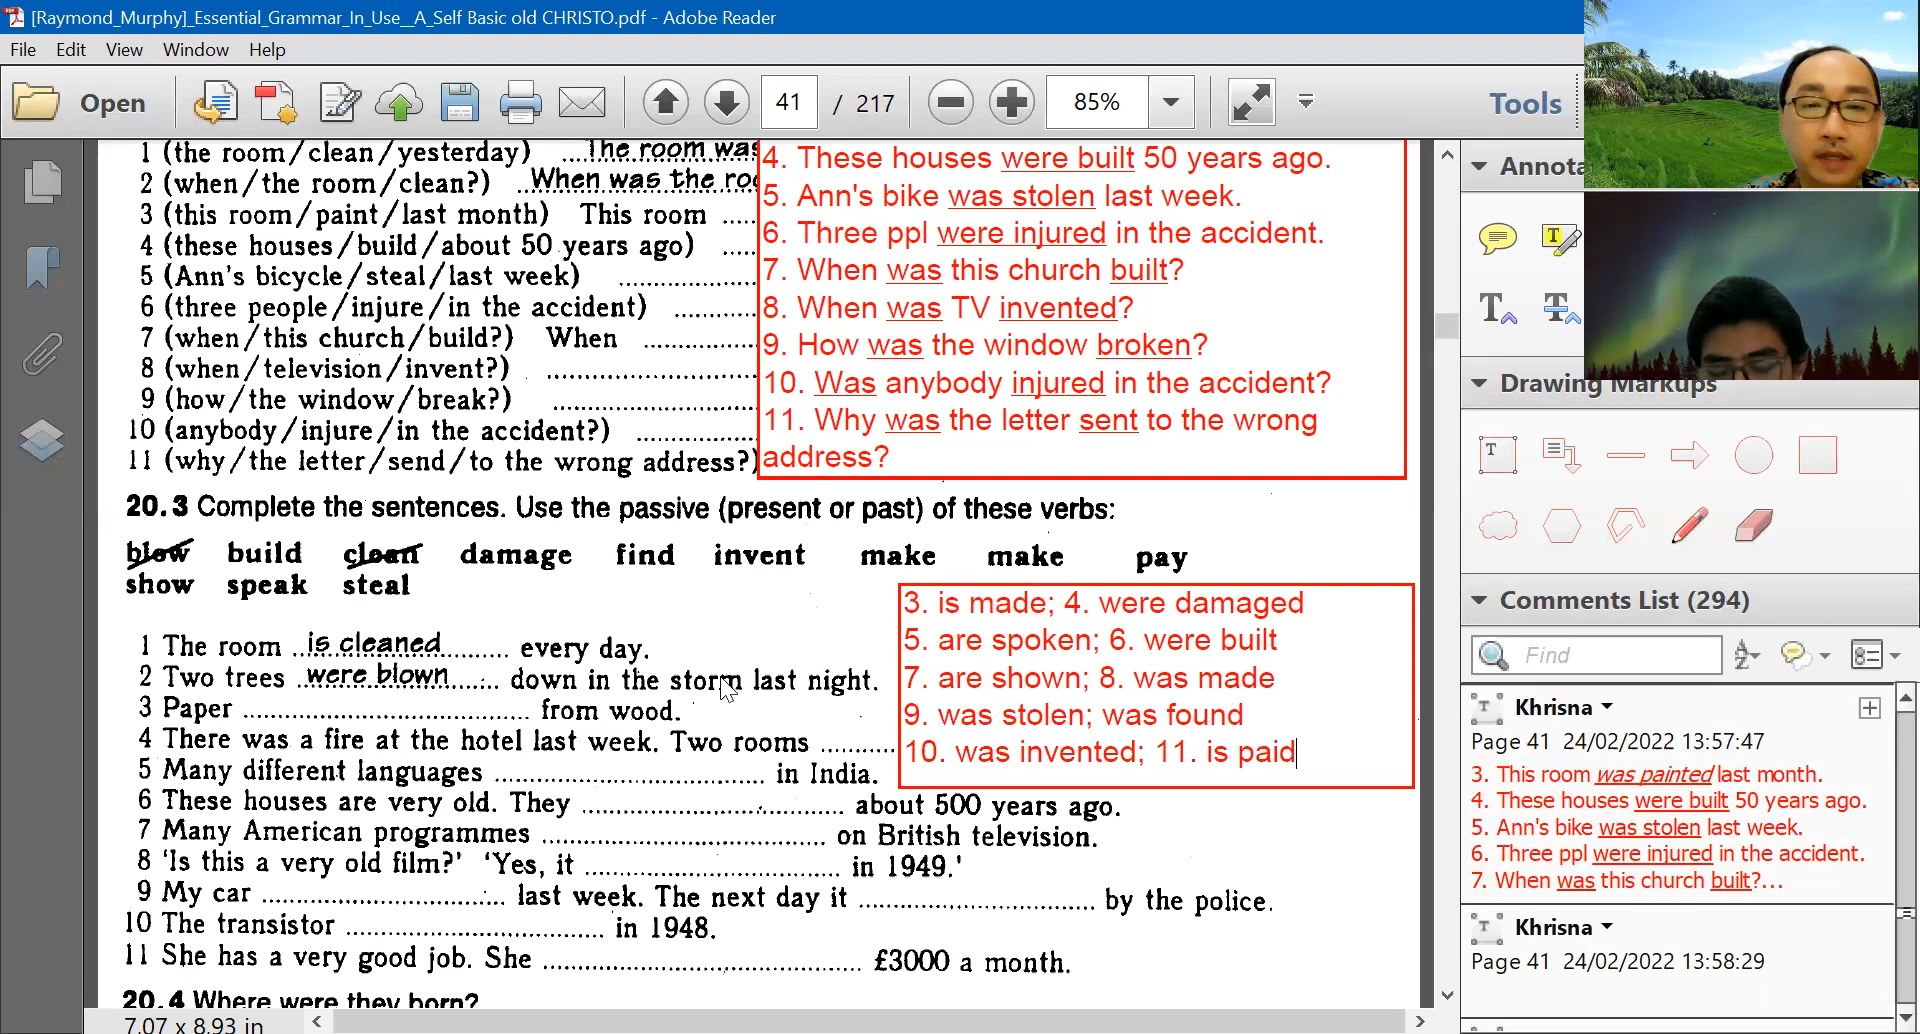 [Raymond_Murphy]_Essential_Grammar_In_Use__A_Self Basic old CHRISTO.pdf - Adobe Reader
File Edit View Window Help
Open 41 / 217 85% Tools
1 (the room/clean/yesterday) The room was
2 (when/the room/clean?) When was the roo
3 (this room/paint/last month) This room
4 (these houses/build/about 50 years ago)
5 (Ann's bicycle/steal/last week)
6 (three people/injure/in the accident)
7 (when/this church/build?) When
8 (when/television/invent?)
9 (how/the window/break?)
10 (anybody/injure/in the accident?)
11 (why/the letter/send/to the wrong address?)
4. These houses were built 50 years ago.
5. Ann's bike was stolen last week.
6. Three ppl were injured in the accident.
7. When was this church built?
8. When was TV invented?
9. How was the window broken?
10. Was anybody injured in the accident?
11. Why was the letter sent to the wrong
address?
20.3 Complete the sentences. Use the passive (present or past) of these verbs:
blow build clean damage find invent make make pay
show speak steal
1 The room is cleaned every day.
2 Two trees were blown down in the storm last night.
3 Paper from wood.
4 There was a fire at the hotel last week. Two rooms
5 Many different languages in India.
6 These houses are very old. They about 500 years ago.
7 Many American programmes on British television.
8 'Is this a very old film?' 'Yes, it in 1949.'
9 My car last week. The next day it by the police.
10 The transistor in 1948.
11 She has a very good job. She £3000 a month.
3. is made; 4. were damaged
5. are spoken; 6. were built
7. are shown; 8. was made
9. was stolen; was found
10. was invented; 11. is paid
20.4 Where were they born?
7.07 x 8.93 in
Annota
Drawing Markups
Comments List (294)
Find
Khrisna
Page 41 24/02/2022 13:57:47
3. This room was painted last month.
4. These houses were built 50 years ago.
5. Ann's bike was stolen last week.
6. Three ppl were injured in the accident.
7. When was this church built?...
Khrisna
Page 41 24/02/2022 13:58:29